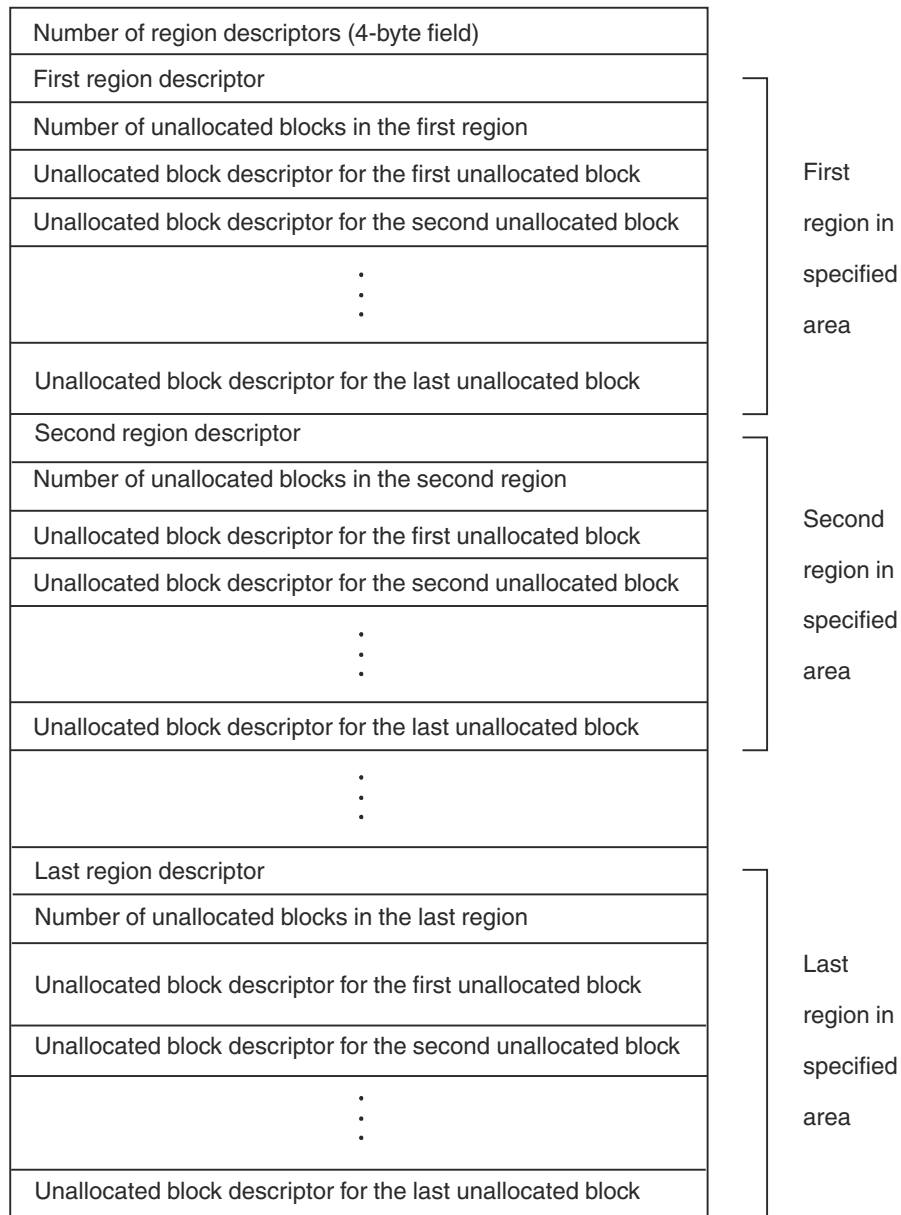 Number of region descriptors (4-byte field)
First region descriptor
Number of unallocated blocks in the first region
Unallocated block descriptor for the first unallocated block
Unallocated block descriptor for the second unallocated block
Unallocated block descriptor for the last unallocated block
First
region in
specified
area
Second region descriptor
Number of unallocated blocks in the second region
Unallocated block descriptor for the first unallocated block
Unallocated block descriptor for the second unallocated block
Unallocated block descriptor for the last unallocated block
Second
region in
specified
area
Last region descriptor
Number of unallocated blocks in the last region
Unallocated block descriptor for the first unallocated block
Unallocated block descriptor for the second unallocated block
Unallocated block descriptor for the last unallocated block
Last
region in
specified
area